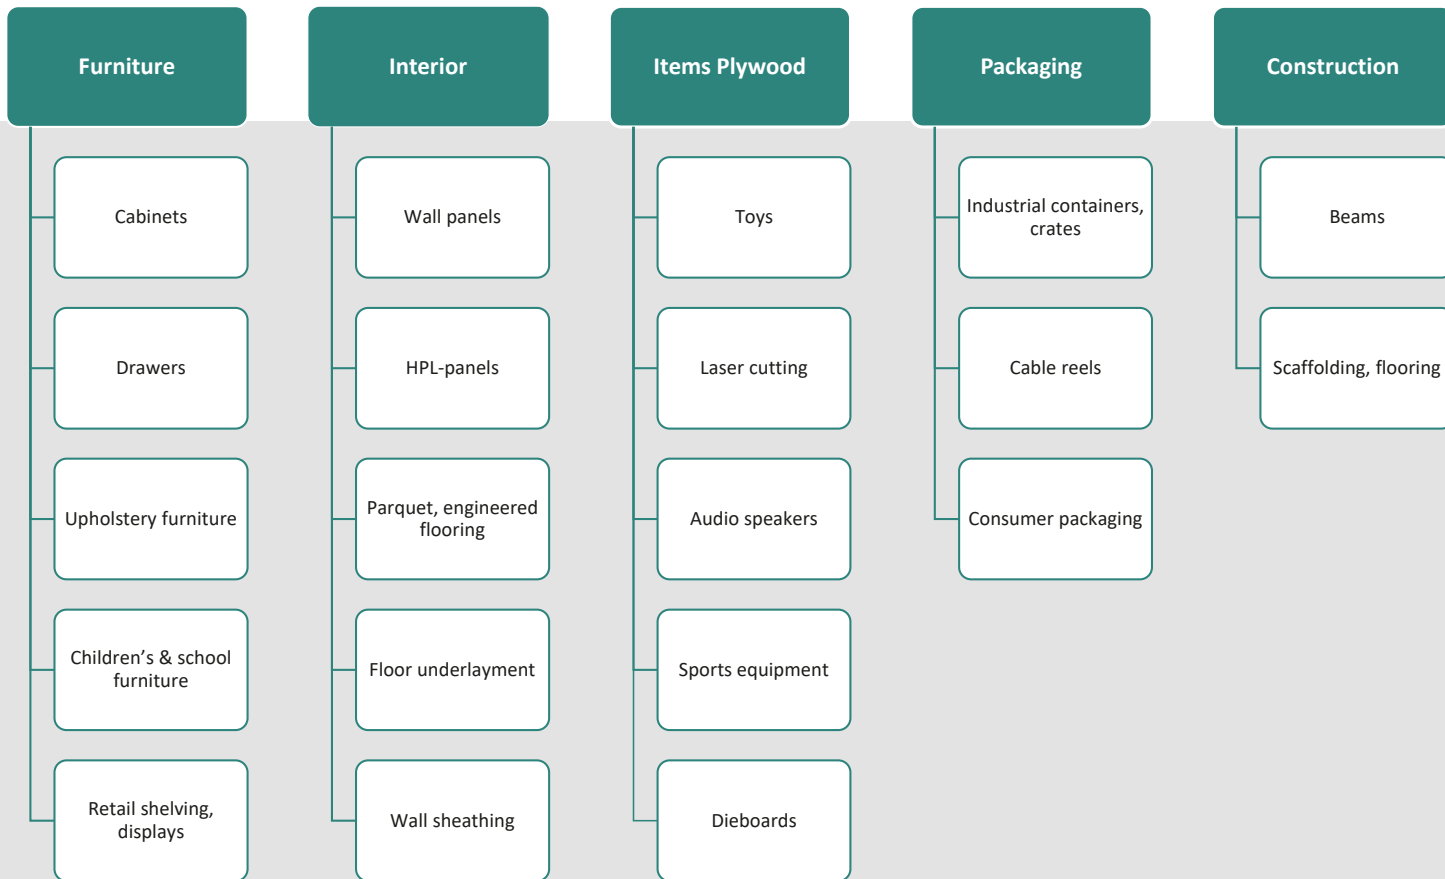 Furniture
Cabinets
Drawers
Upholstery furniture
Children’s & school
furniture
Retail shelving,
displays
Interior
Wall panels
HPL-panels
Parquet, engineered
flooring
Floor underlayment
Wall sheathing
Items Plywood
Toys
Laser cutting
Audio speakers
Sports equipment
Dieboards
Packaging
Industrial containers,
crates
Cable reels
Consumer packaging
Construction
Beams
Scaffolding, flooring